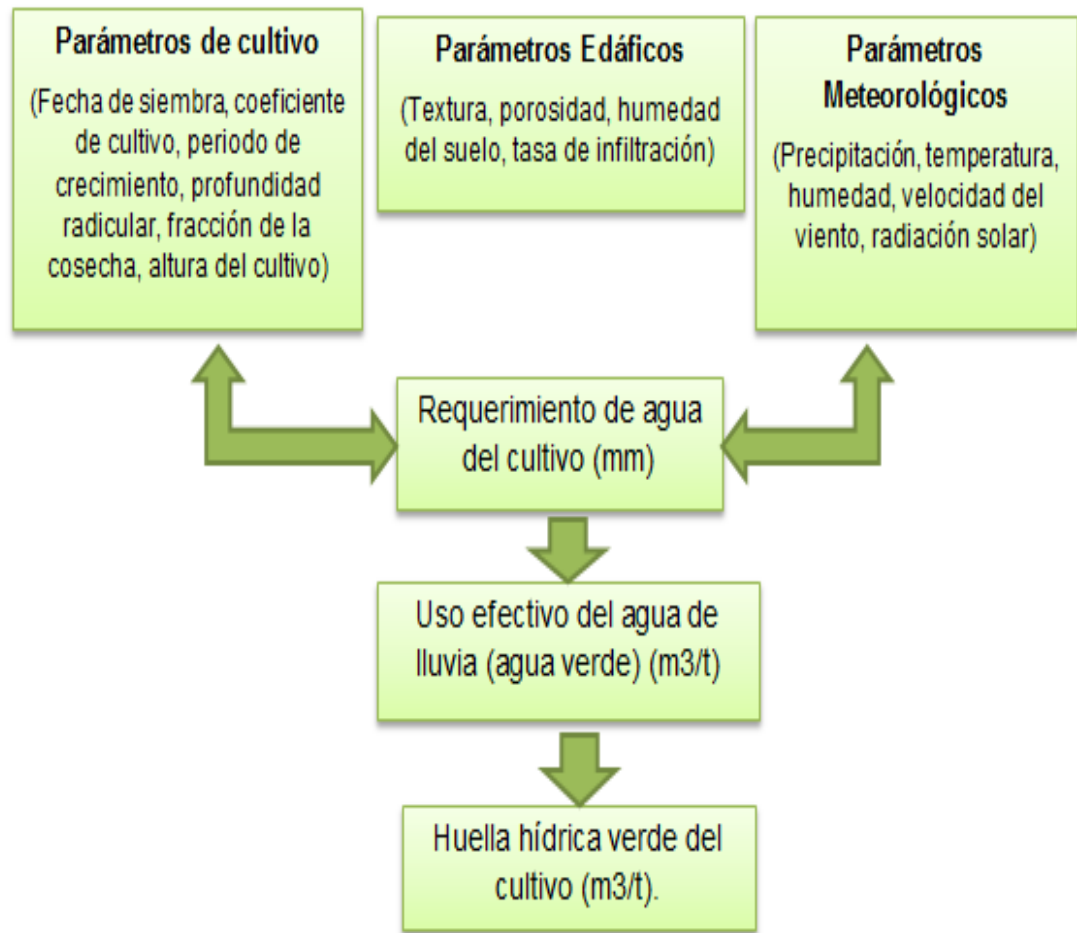 Parámetros de cultivo
(Fecha de siembra, coeficiente
de cultivo, periodo de
crecimiento, profundidad
radicular, fracción de la
cosecha, altura del cultivo)
Parámetros Edáficos
(Textura, porosidad, humedad
del suelo, tasa de infiltración)
Parámetros
Meteorológicos
(Precipitación, temperatura,
humedad, velocidad del
viento, radiación solar)
Requerimiento de agua
del cultivo (mm)
Uso efectivo del agua de
lluvia (agua verde) (m3/t)
Huella hídrica verde del
cultivo (m3/t).